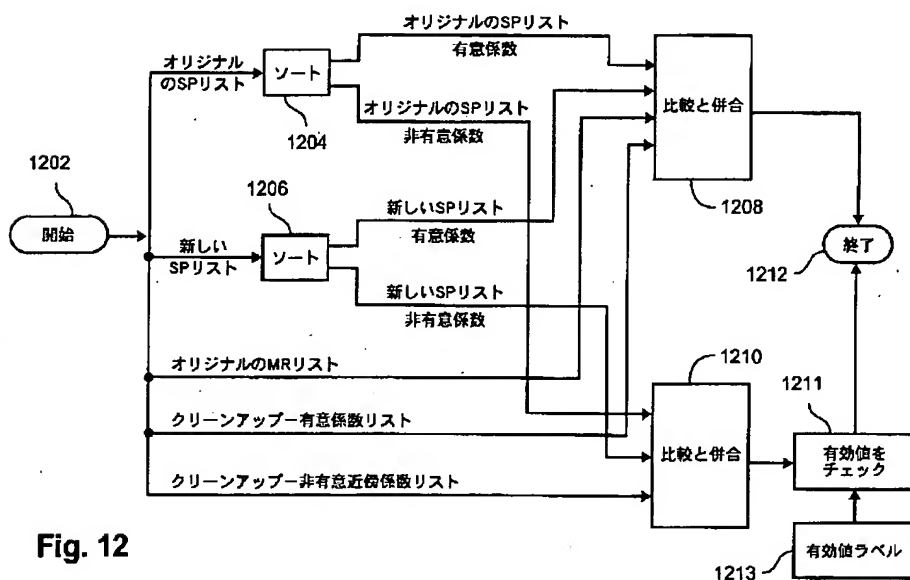 オリジナルのSPリスト
有意係数
オリジナル
のSPリスト
ソート
1204
オリジナルのSPリスト
非有意係数
比較と併合
1208
1202
開始
1206
新しい
SPリスト
ソート
新しいSPリスト
有意係数
新しいSPリスト
非有意係数
終了
1212
オリジナルのMRリスト
クリーンアップー有意係数リスト
クリーンアップー非有意近傍係数リスト
1210
比較と併合
1211
有効値を
チェック
有効値ラベル
1213
Fig. 12